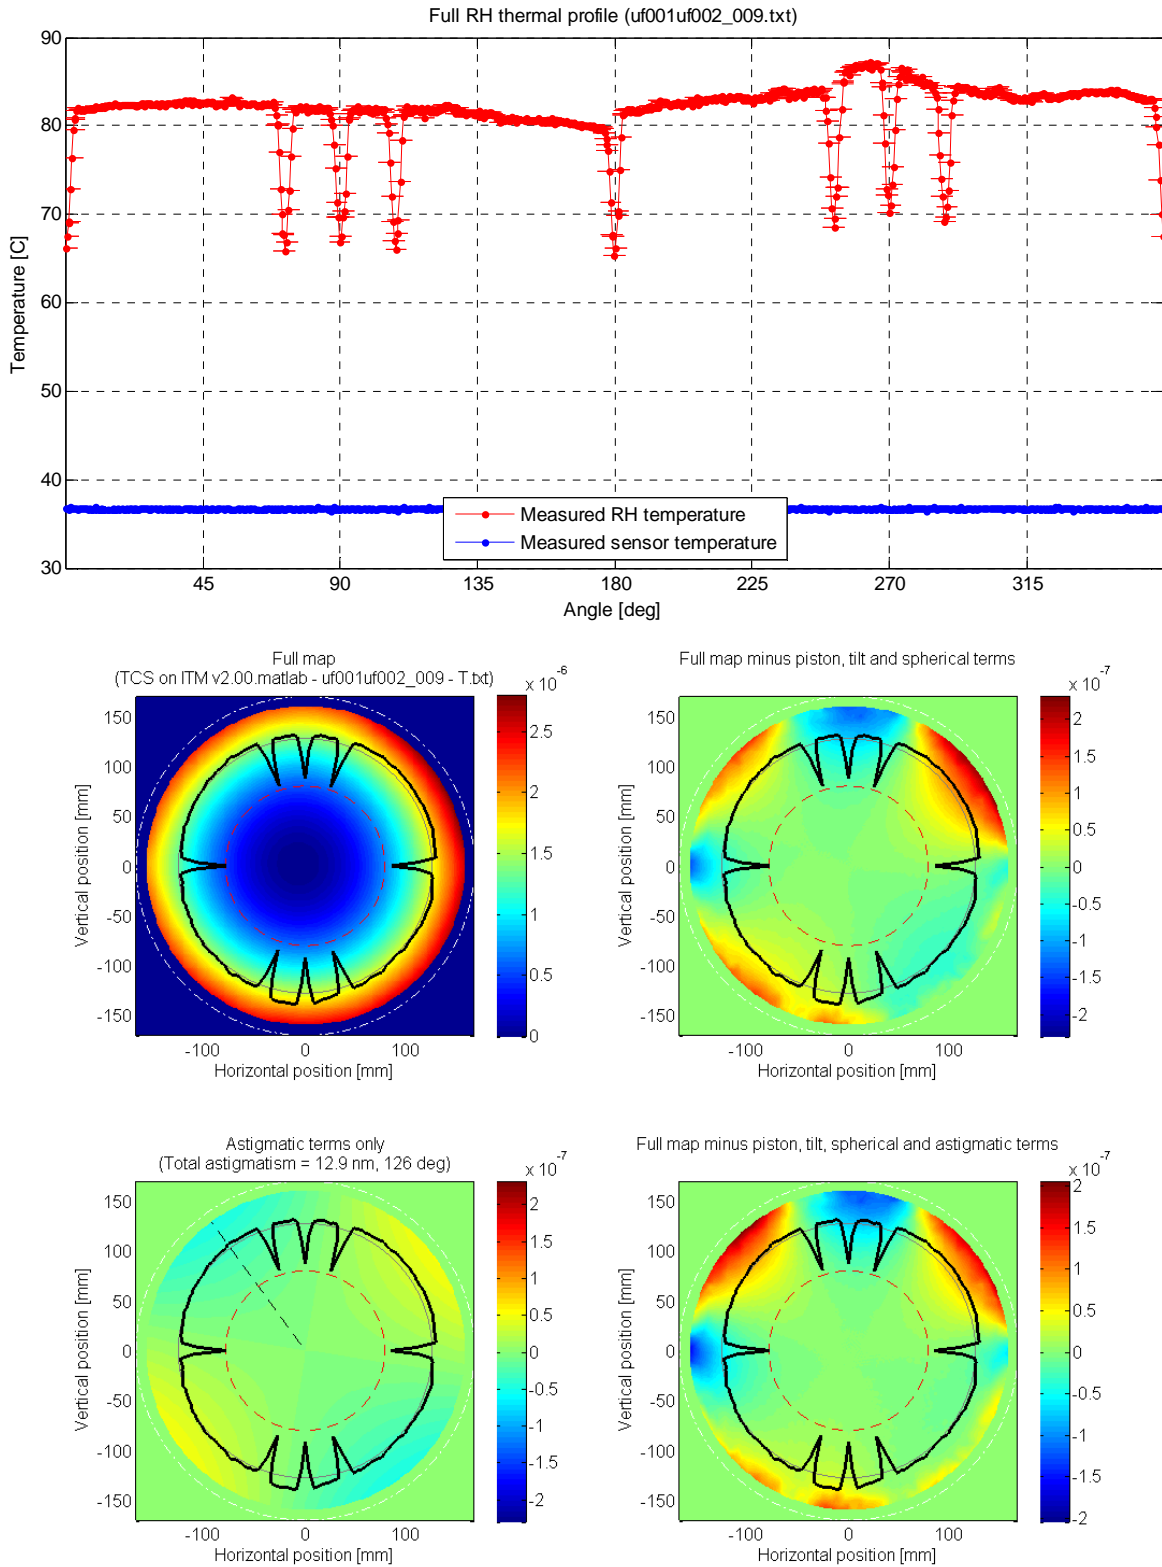 Full RH thermal profile (uf001uf002_009.txt)
90
80
70
60
50
40
30
Temperature [C]
Measured RH temperature
Measured sensor temperature
45 90 135 180 225 270 315
Angle [deg]
Full map
(TCS on ITM v2.00.matlab - uf001uf002_009 - T.txt)
x 10^-6
150
100
50
0
-50
-100
-150
Vertical position [mm]
-100 0 100
Horizontal position [mm]
2.5
2
1.5
1
0.5
0
Full map minus piston, tilt and spherical terms
x 10^-7
150
100
50
0
-50
-100
-150
Vertical position [mm]
-100 0 100
Horizontal position [mm]
2
1.5
1
0.5
0
-0.5
-1
-1.5
-2
Astigmatic terms only
(Total astigmatism = 12.9 nm, 126 deg)
x 10^-7
150
100
50
0
-50
-100
-150
Vertical position [mm]
-100 0 100
Horizontal position [mm]
2
1.5
1
0.5
0
-0.5
-1
-1.5
-2
Full map minus piston, tilt, spherical and astigmatic terms
x 10^-7
150
100
50
0
-50
-100
-150
Vertical position [mm]
-100 0 100
Horizontal position [mm]
2
1.5
1
0.5
0
-0.5
-1
-1.5
-2